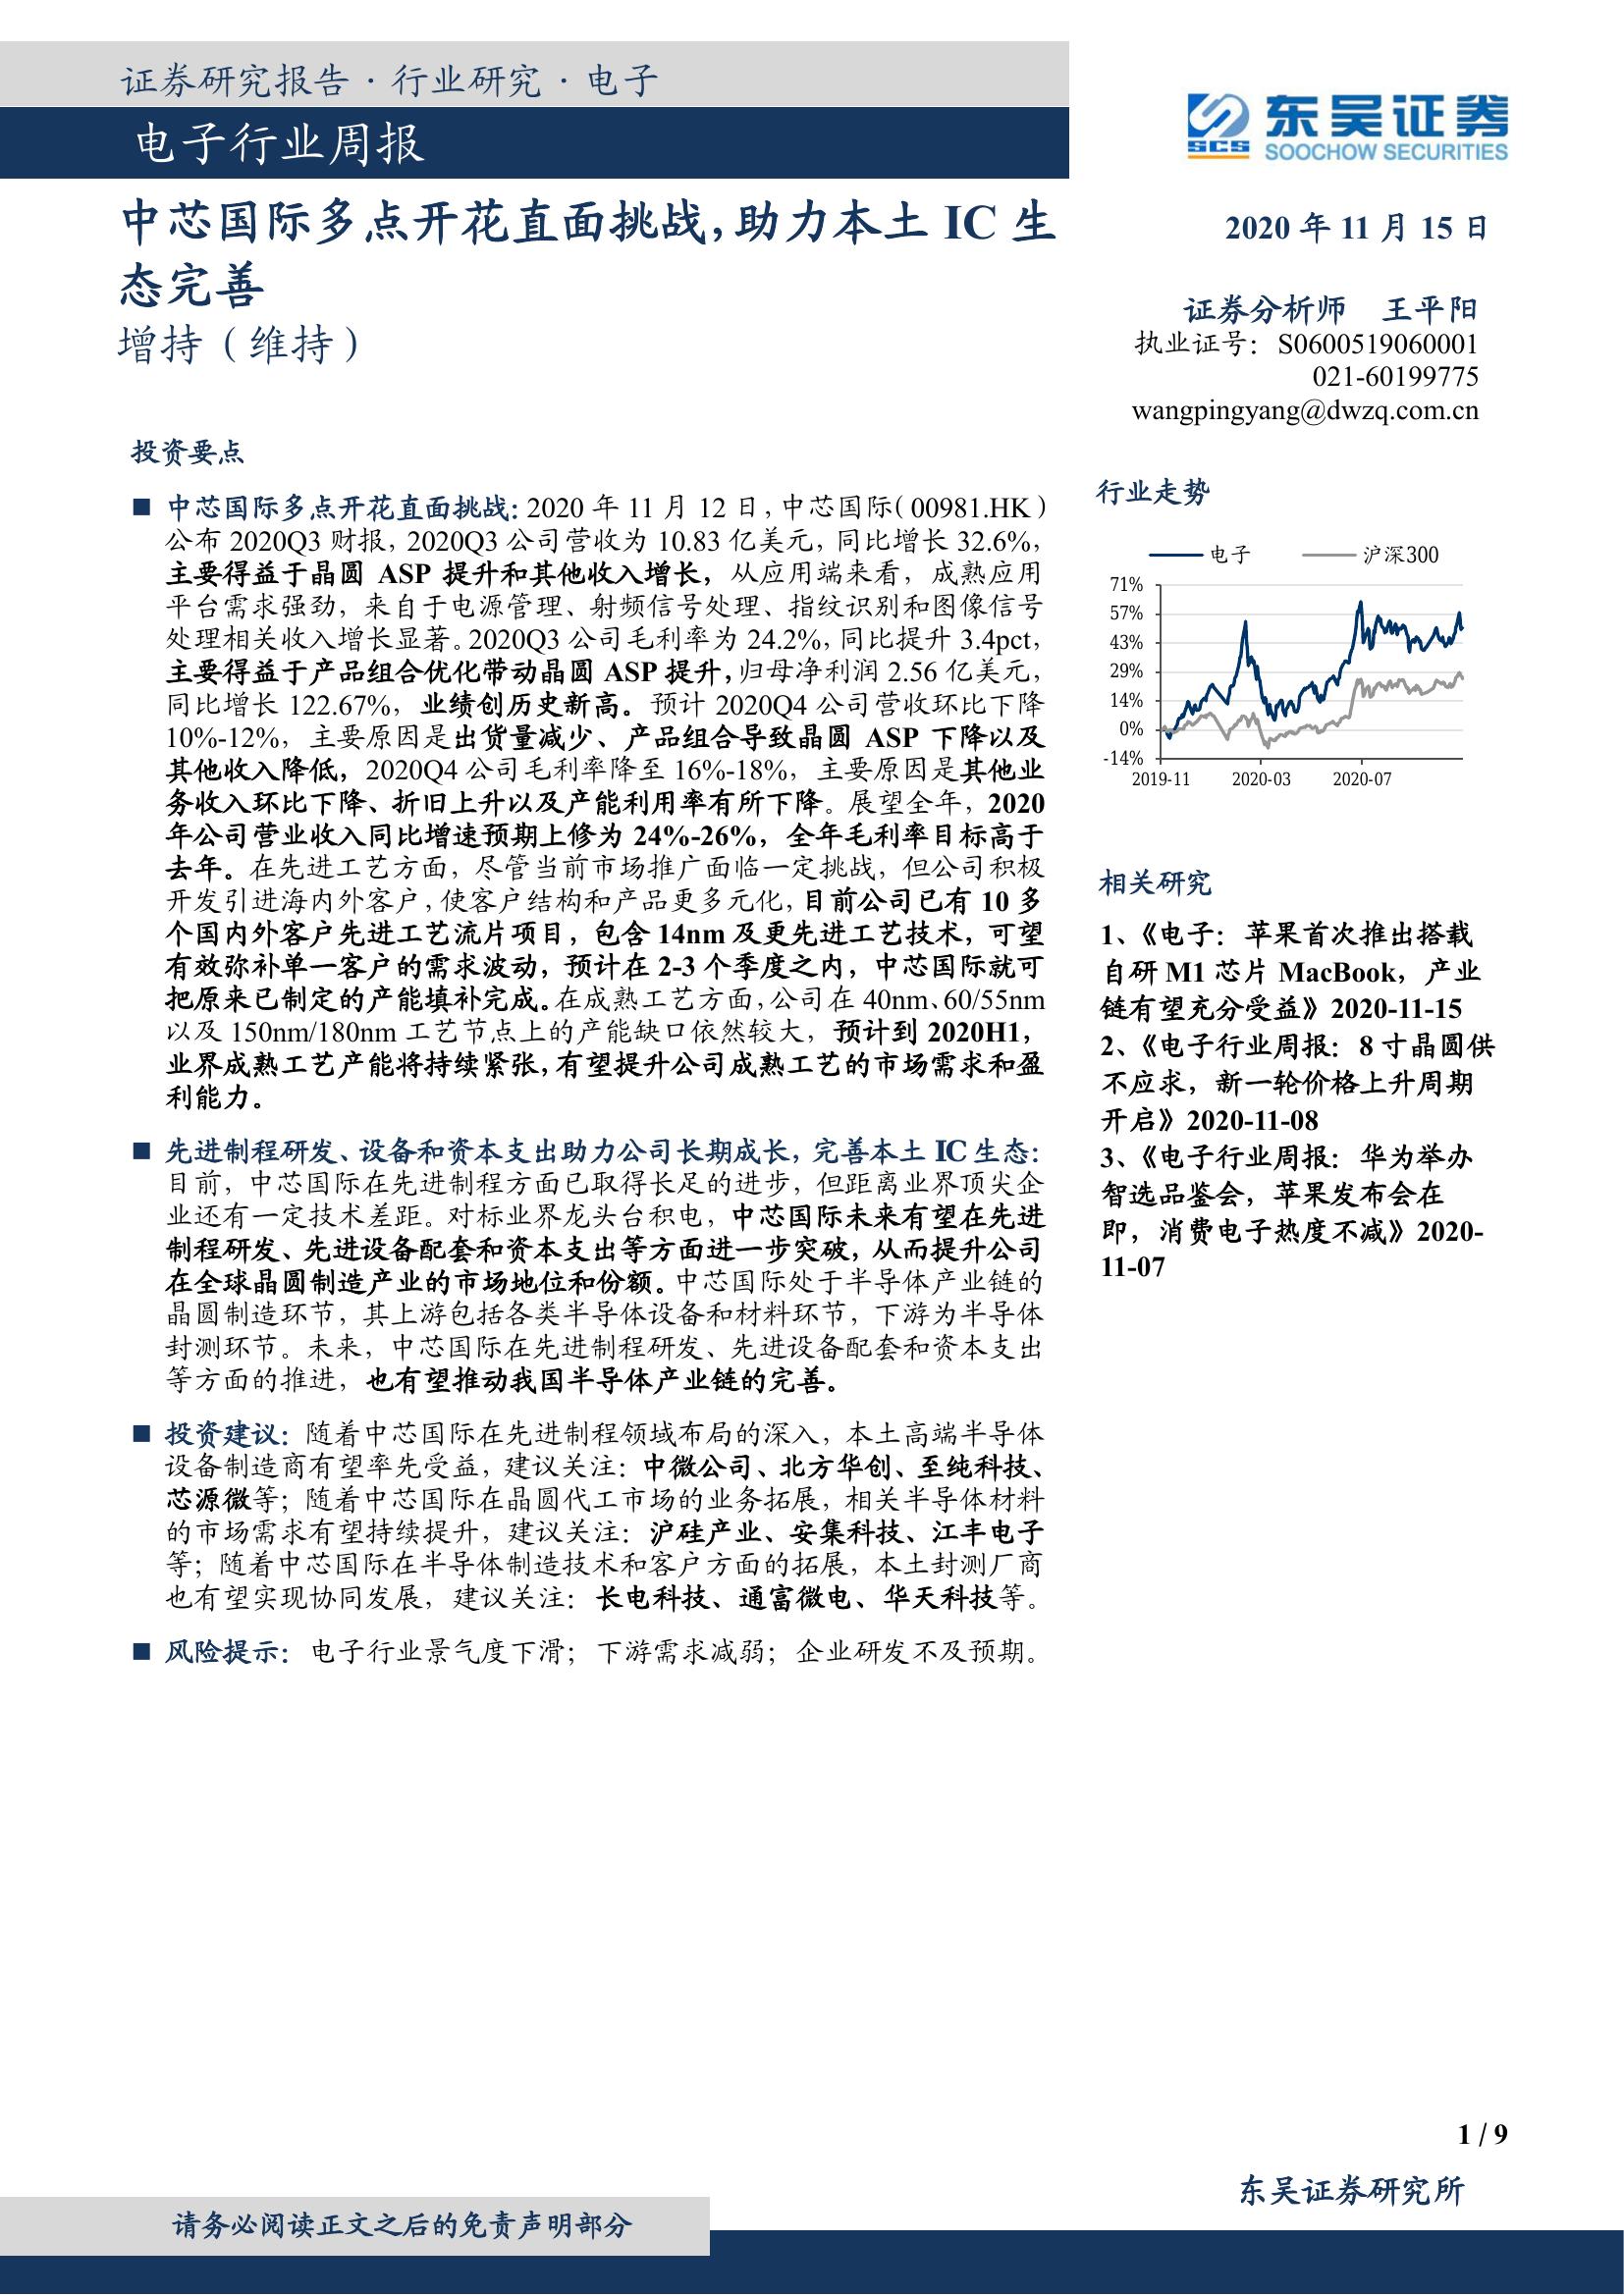 证券研究报告·行业研究·电子
电子行业周报
SCS
东吴证券
SOOCHOW SECURITIES
中芯国际多点开花直面挑战，助力本土 IC 生
态完善
增持（维持）
2020 年 11 月 15 日
证券分析师 王平阳
执业证号：S0600519060001
021-60199775
wangpingyang@dwzq.com.cn
投资要点
■ 中芯国际多点开花直面挑战：2020 年 11 月 12 日，中芯国际（00981.HK）
公布 2020Q3 财报，2020Q3 公司营收为 10.83 亿美元，同比增长 32.6%，
主要得益于晶圆 ASP 提升和其他收入增长，从应用端来看，成熟应用
平台需求强劲，来自于电源管理、射频信号处理、指纹识别和图像信号
处理相关收入增长显著。2020Q3 公司毛利率为 24.2%，同比提升 3.4pct，
主要得益于产品组合优化带动晶圆 ASP 提升，归母净利润 2.56 亿美元，
同比增长 122.67%，业绩创历史新高。预计 2020Q4 公司营收环比下降
10%-12%，主要原因是出货量减少、产品组合导致晶圆 ASP 下降以及
其他收入降低，2020Q4 公司毛利率降至 16%-18%，主要原因是其他业
务收入环比下降、折旧上升以及产能利用率有所下降。展望全年，2020
年公司营业收入同比增速预期上修为 24%-26%，全年毛利率目标高于
去年。在先进工艺方面，尽管当前市场推广面临一定挑战，但公司积极
开发引进海内外客户，使客户结构和产品更多元化，目前公司已有 10 多
个国内外客户先进工艺流片项目，包含 14nm 及更先进工艺技术，可望
有效弥补单一客户的需求波动，预计在 2-3 个季度之内，中芯国际就可
把原来已制定的产能填补完成。在成熟工艺方面，公司在 40nm、60/55nm
以及 150nm/180nm 工艺节点上的产能缺口依然较大，预计到 2020H1，
业界成熟工艺产能将持续紧张，有望提升公司成熟工艺的市场需求和盈
利能力。
■ 先进制程研发、设备和资本支出助力公司长期成长，完善本土 IC 生态：
目前，中芯国际在先进制程方面已取得长足的进步，但距离业界顶尖企
业还有一定技术差距。对标业界龙头台积电，中芯国际未来有望在先进
制程研发、先进设备配套和资本支出等方面进一步突破，从而提升公司
在全球晶圆制造产业的市场地位和份额。中芯国际处于半导体产业链的
晶圆制造环节，其上游包括各类半导体设备和材料环节，下游为半导体
封测环节。未来，中芯国际在先进制程研发、先进设备配套和资本支出
等方面的推进，也有望推动我国半导体产业链的完善。
■ 投资建议：随着中芯国际在先进制程领域布局的深入，本土高端半导体
设备制造商有望率先受益，建议关注：中微公司、北方华创、至纯科技、
芯源微等；随着中芯国际在晶圆代工市场的业务拓展，相关半导体材料
的市场需求有望持续提升，建议关注：沪硅产业、安集科技、江丰电子
等；随着中芯国际在半导体制造技术和客户方面的拓展，本土封测厂商
也有望实现协同发展，建议关注：长电科技、通富微电、华天科技等。
■ 风险提示：电子行业景气度下滑；下游需求减弱；企业研发不及预期。
行业走势
电子 沪深300
71%
57%
43%
29%
14%
0%
-14%
2019-11 2020-03 2020-07
相关研究
1、《电子：苹果首次推出搭载
自研 M1 芯片 MacBook，产业
链有望充分受益》2020-11-15
2、《电子行业周报：8 寸晶圆供
不应求，新一轮价格上升周期
开启》2020-11-08
3、《电子行业周报：华为举办
智选品鉴会，苹果发布会在
即，消费电子热度不减》2020-
11-07
1 / 9
东吴证券研究所
请务必阅读正文之后的免责声明部分